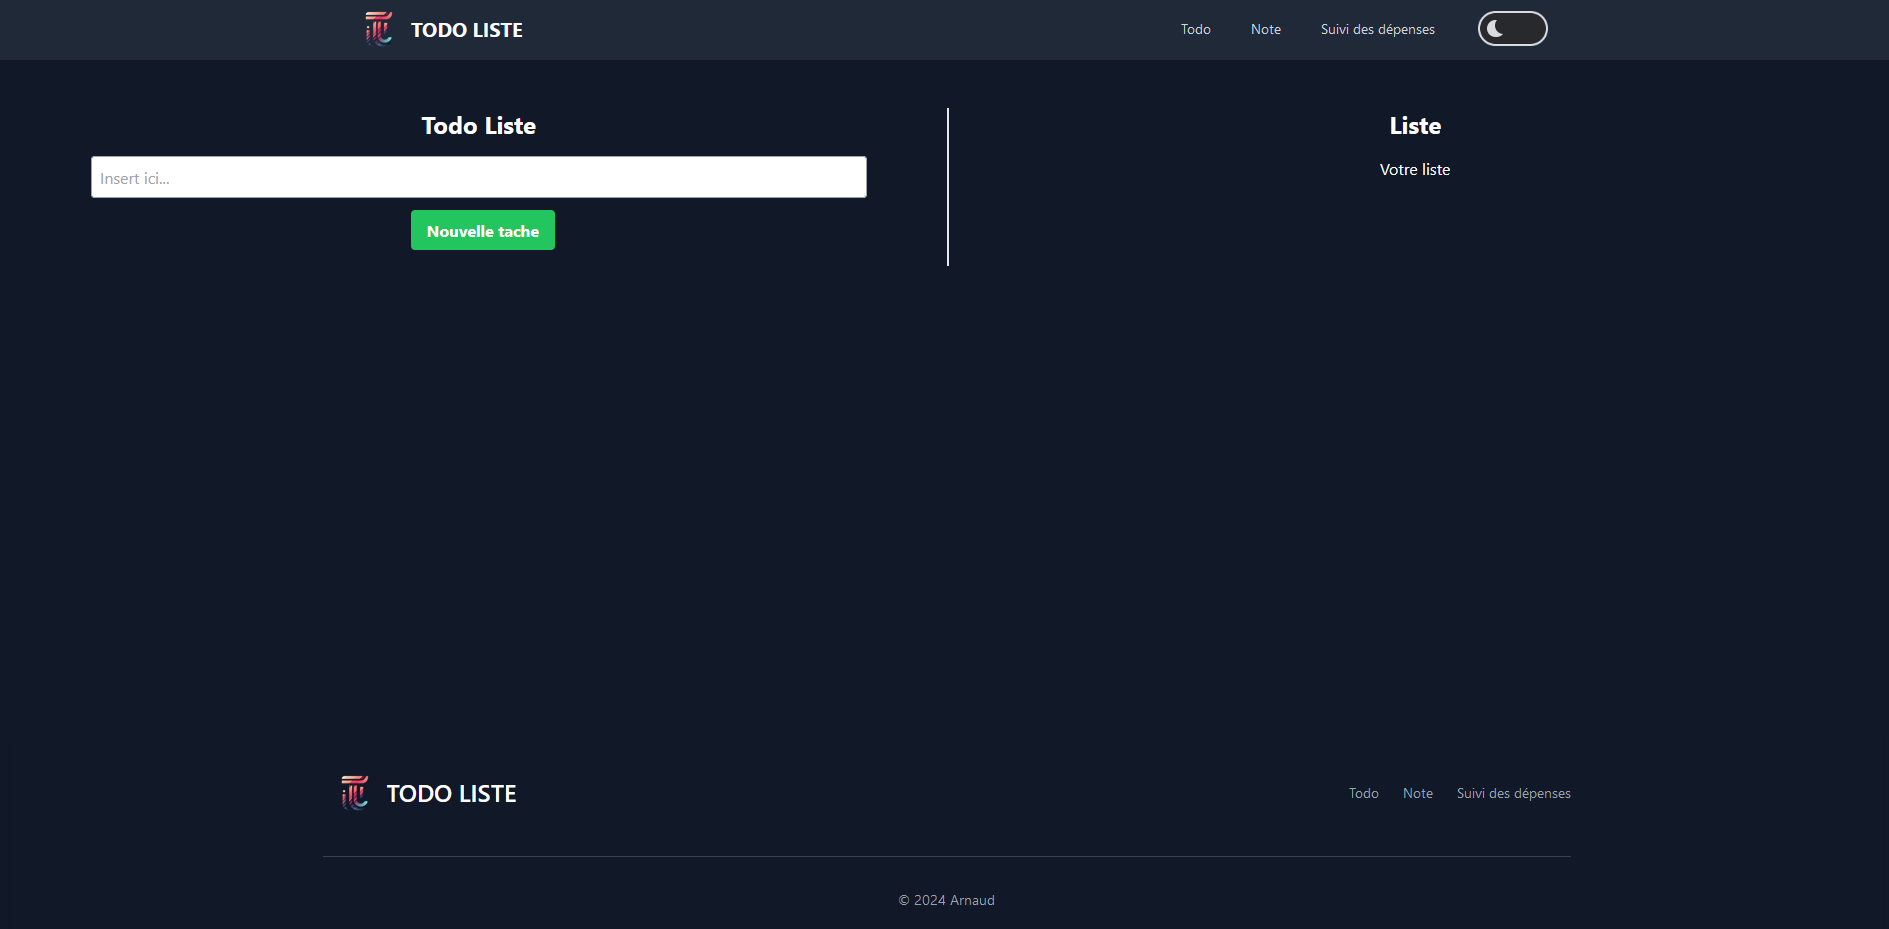 TODO LISTE
Todo Note Suivi des dépenses
Todo Liste
Insert ici...
Nouvelle tache
Liste
Votre liste
TODO LISTE
Todo Note Suivi des dépenses
© 2024 Arnaud